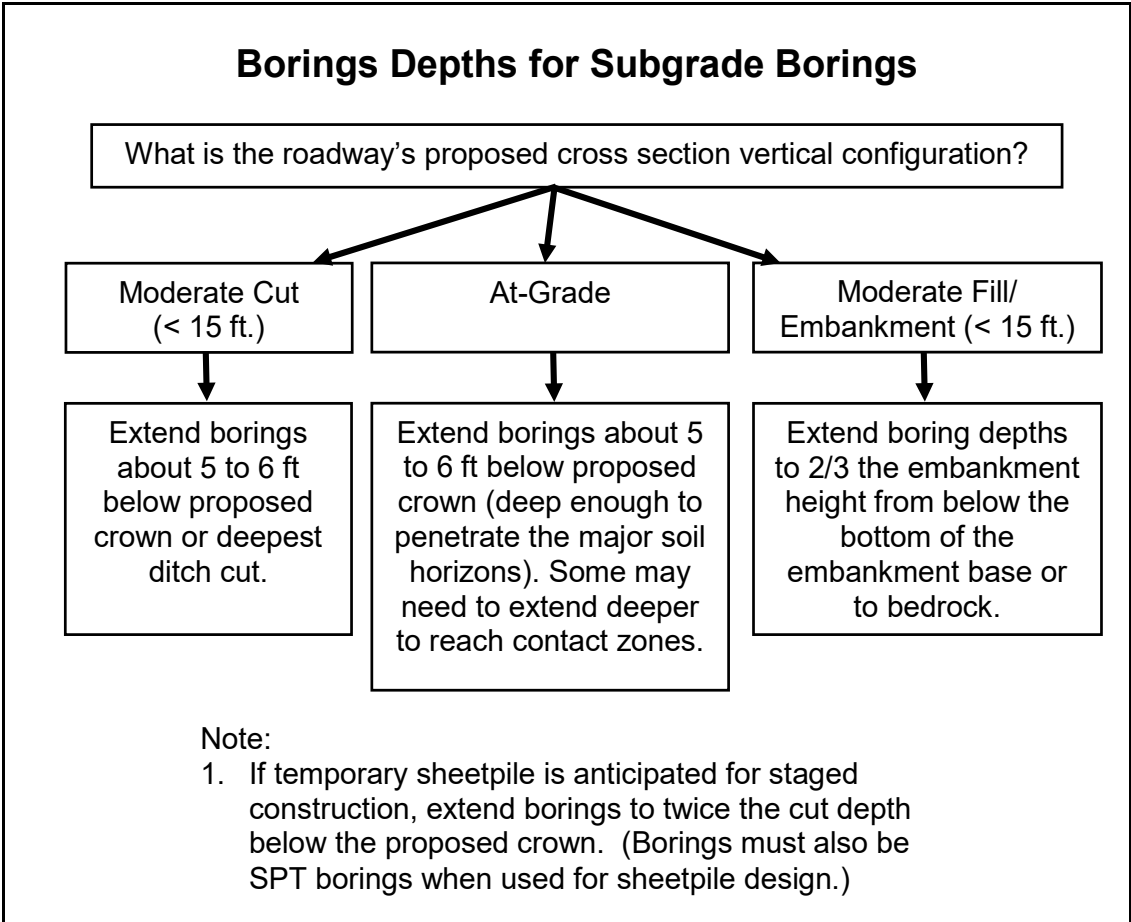 Borings Depths for Subgrade Borings
What is the roadway's proposed cross section vertical configuration?
Moderate Cut
(< 15 ft.)
At-Grade
Moderate Fill/
Embankment (< 15 ft.)
Extend borings
about 5 to 6 ft
below proposed
crown or deepest
ditch cut.
Extend borings about 5
to 6 ft below proposed
crown (deep enough to
penetrate the major soil
horizons). Some may
need to extend deeper
to reach contact zones.
Extend boring depths
to 2/3 the embankment
height from below the
bottom of the
embankment base or
to bedrock.
Note:
1. If temporary sheetpile is anticipated for staged
construction, extend borings to twice the cut depth
below the proposed crown. (Borings must also be
SPT borings when used for sheetpile design.)